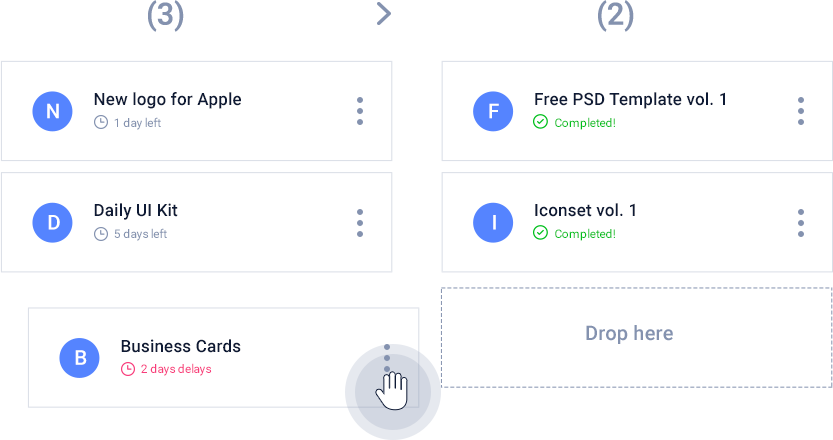 (3)
>
(2)
N
New logo for Apple
1 day left
D
Daily UI Kit
5 days left
B
Business Cards
2 days delays
F
Free PSD Template vol. 1
Completed!
I
Iconset vol. 1
Completed!
Drop here